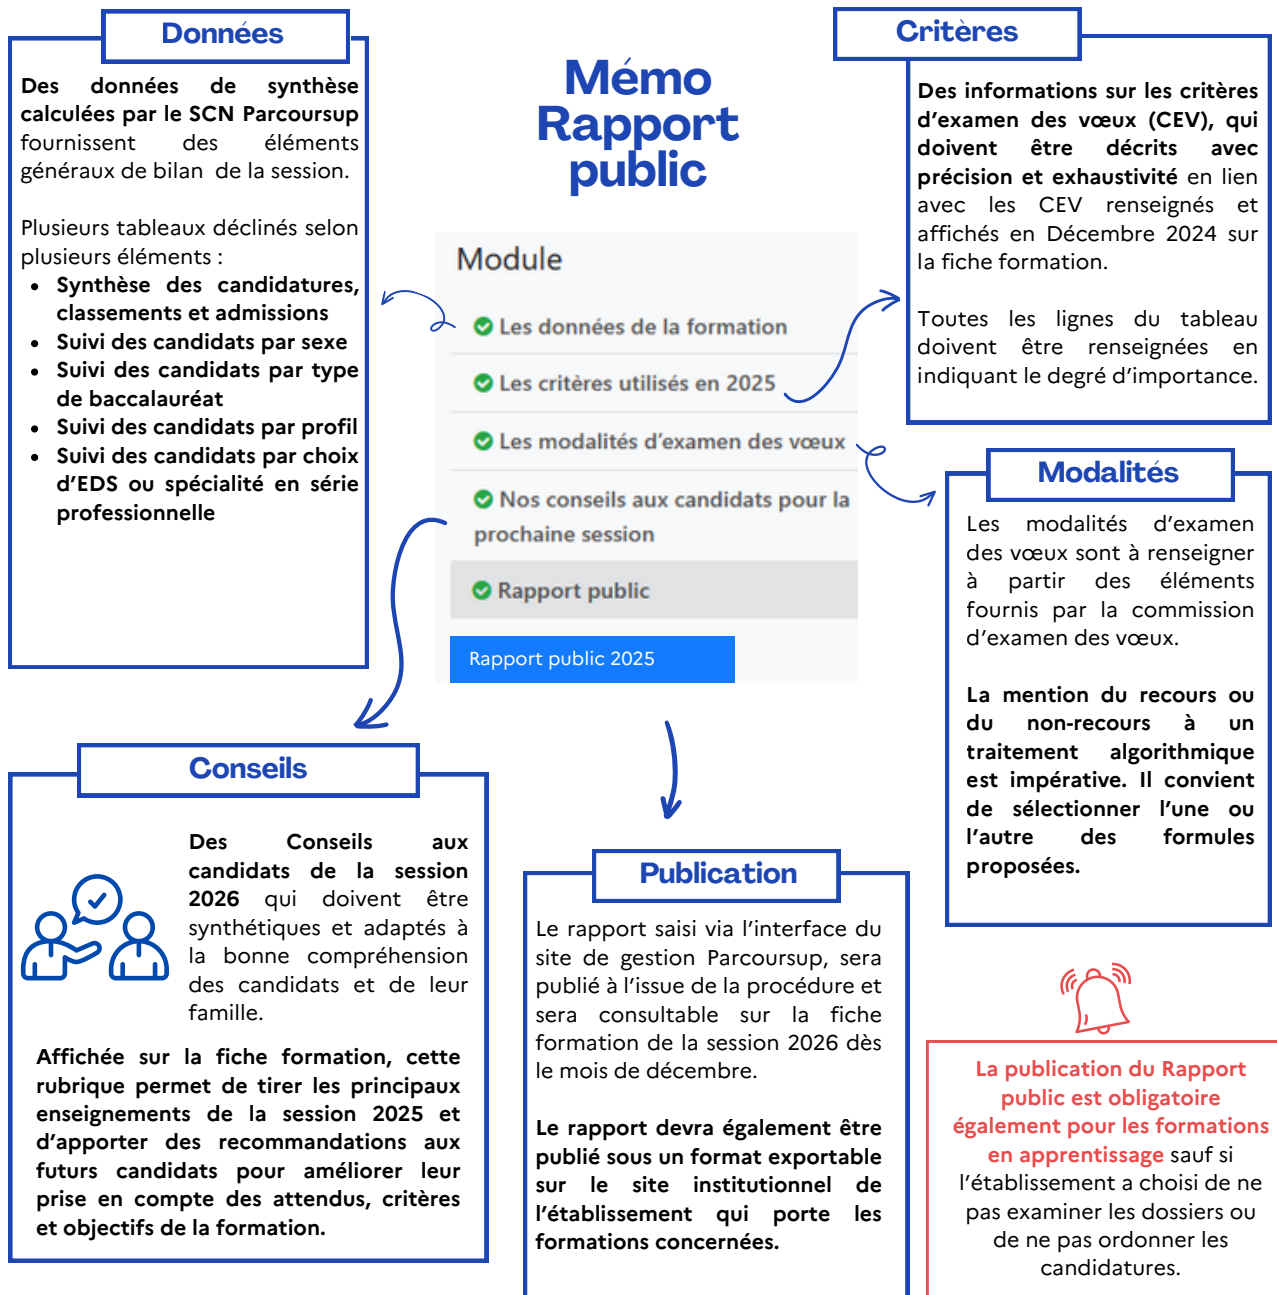 Données
Des données de synthèse
calculées par le SCN Parcoursup
fournissent des éléments
généraux de bilan de la session.
Plusieurs tableaux déclinés selon
plusieurs éléments :
• Synthèse des candidatures,
classements et admissions
• Suivi des candidats par sexe
• Suivi des candidats par type
de baccalauréat
• Suivi des candidats par profil
• Suivi des candidats par choix
d'EDS ou spécialité en série
professionnelle
Mémo
Rapport
public
Module
Les données de la formation
Les critères utilisés en 2025
Les modalités d'examen des vœux
Nos conseils aux candidats pour la
prochaine session
Rapport public
Rapport public 2025
Critères
Des informations sur les critères
d'examen des vœux (CEV), qui
doivent être décrits avec
précision et exhaustivité en lien
avec les CEV renseignés et
affichés en Décembre 2024 sur
la fiche formation.
Toutes les lignes du tableau
doivent être renseignées en
indiquant le degré d'importance.
Modalités
Les modalités d'examen
des vœux sont à renseigner
à partir des éléments
fournis par la commission
d'examen des vœux.
La mention du recours ou
du non-recours à un
traitement algorithmique
est impérative. Il convient
de sélectionner l'une ou
l'autre des formules
proposées.
Conseils
Des Conseils aux
candidats de la session
2026 qui doivent être
synthétiques et adaptés à
la bonne compréhension
des candidats et de leur
famille.
Affichée sur la fiche formation, cette
rubrique permet de tirer les principaux
enseignements de la session 2025 et
d'apporter des recommandations aux
futurs candidats pour améliorer leur
prise en compte des attendus, critères
et objectifs de la formation.
Publication
Le rapport saisi via l'interface du
site de gestion Parcoursup, sera
publié à l'issue de la procédure et
sera consultable sur la fiche
formation de la session 2026 dès
le mois de décembre.
Le rapport devra également être
publié sous un format exportable
sur le site institutionnel de
l'établissement qui porte les
formations concernées.
La publication du Rapport
public est obligatoire
également pour les formations
en apprentissage sauf si
l'établissement a choisi de ne
pas examiner les dossiers ou
de ne pas ordonner les
candidatures.